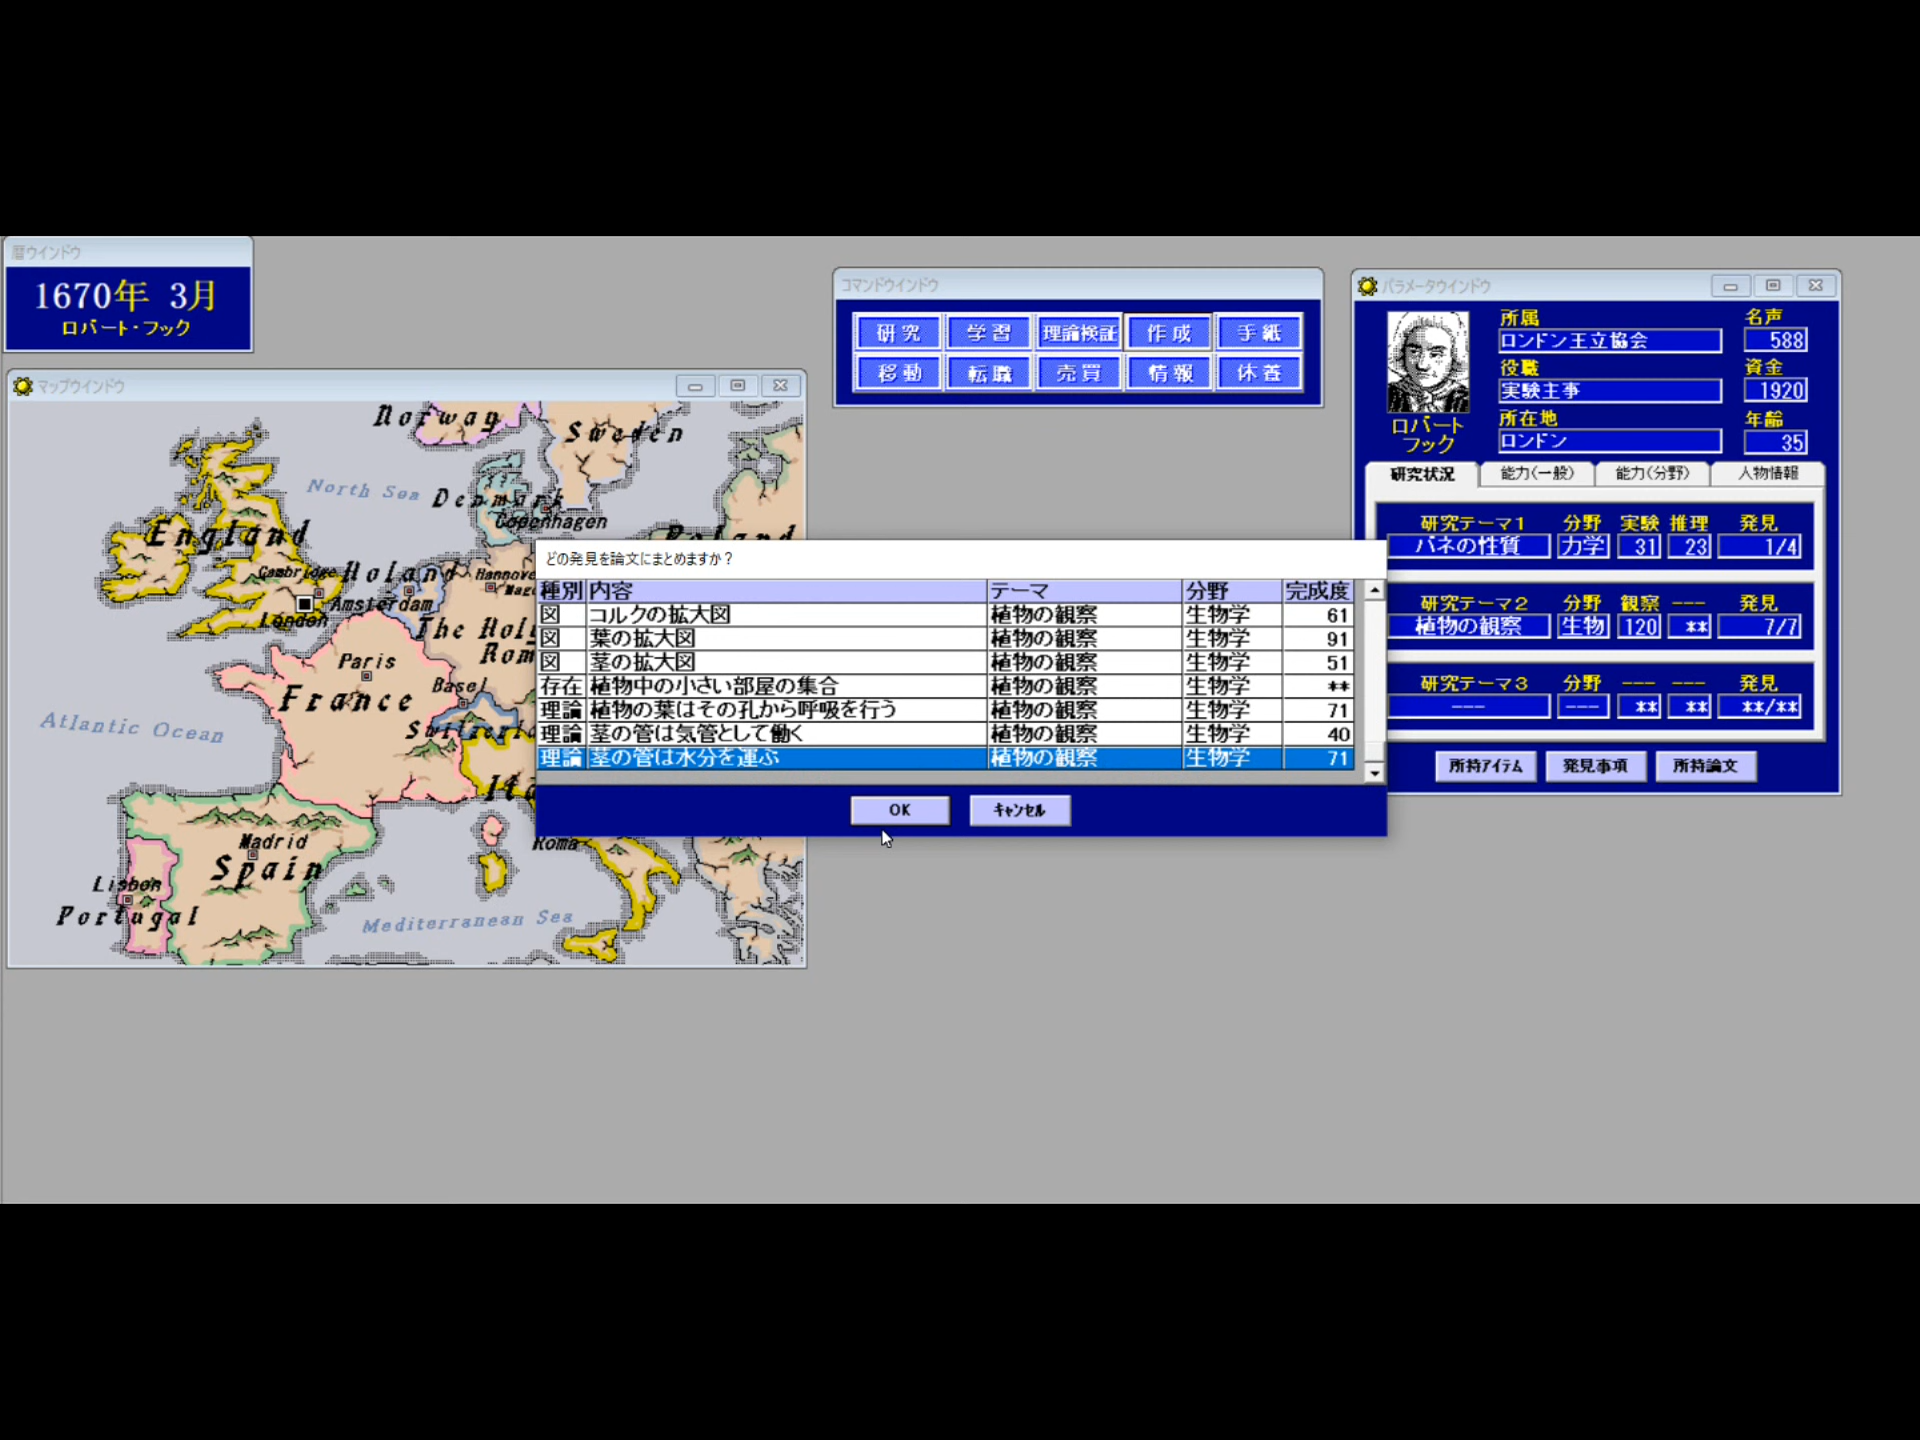 暦ウインドウ
1670年 3月
ロバート・フック
マップウインドウ
Norway
Sweden
North Sea
Denmark
Copenhagen
England
Poland
Cambridge
Holand
Hannove
Mag
Amsterdam
London
The Hol
Rom
Paris
Basel
France
Atlantic Ocean
Switzerla
Ita
Madrid
Roma
Spain
Lisbon
Portugal
Mediterranean Sea
コマンドウインドウ
研究 学習 理論検証 作成 手紙
移動 転職 売買 情報 休養
どの発見を論文にまとめますか？
種別 内容 テーマ 分野 完成度
図 コルクの拡大図 植物の観察 生物学 61
図 葉の拡大図 植物の観察 生物学 91
図 茎の拡大図 植物の観察 生物学 51
存在 植物中の小さい部屋の集合 植物の観察 生物学 **
理論 植物の葉はその孔から呼吸を行う 植物の観察 生物学 71
理論 茎の管は気管として働く 植物の観察 生物学 40
理論 茎の管は水分を運ぶ 植物の観察 生物学 71
OK キャンセル
パラメータウインドウ
所属 名声
ロンドン王立協会 588
役職 資金
実験主事 1920
所在地 年齢
ロンドン 35
ロバート
フック
研究状況 能力(一般) 能力(分野) 人物情報
研究テーマ1 分野 実験 推理 発見
バネの性質 力学 31 23 1/4
研究テーマ2 分野 観察 --- 発見
植物の観察 生物 120 ** 7/7
研究テーマ3 分野 --- --- 発見
--- --- ** ** **/**
所持アイテム 発見事項 所持論文